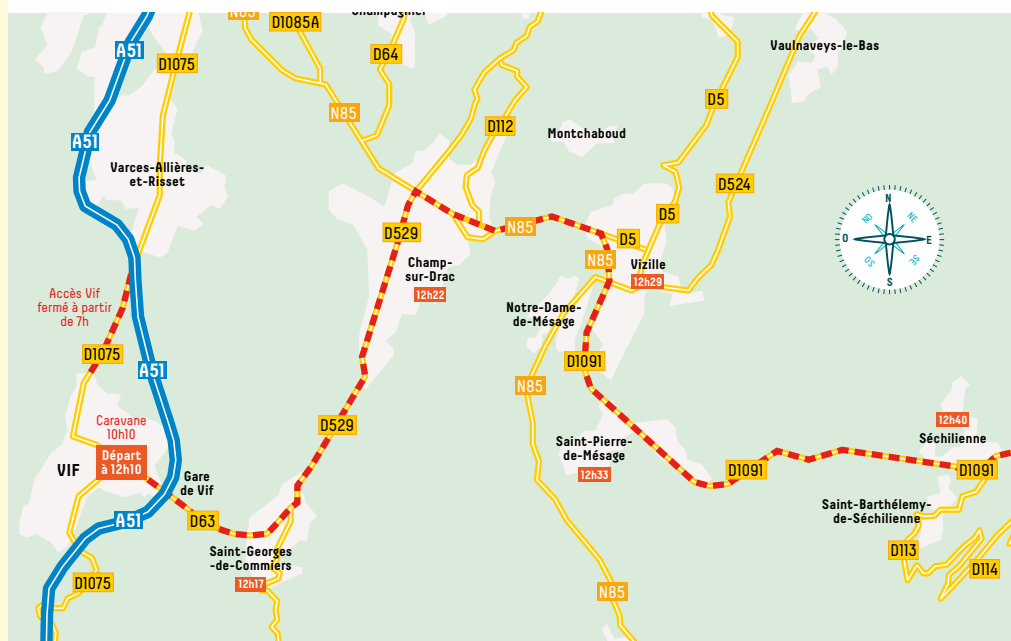 N85
D1085A
Champagnier
A51
D1075
D64
Vaulnaveys-le-Bas
D5
N85
D112
Montchaboud
A51
Varces-Allières-
et-Risset
D524
D5
N
NO
NE
O
E
SO
SE
S
D529
N85
D5
N85
Vizille
12h29
Champ-
sur-Drac
12h22
Accès Vif
fermé à partir
de 7h
Notre-Dame-
de-Mésage
D1075
A51
D1091
N85
Caravane
10h10
Départ
à 12h10
VIF
D529
12h40
Séchilienne
Saint-Pierre-
de-Mésage
12h33
D1091
D1091
Gare
de Vif
A51
D63
Saint-Barthélemy-
de-Séchilienne
Saint-Georges
-de-Commiers
12h17
D113
D114
D1075
N85